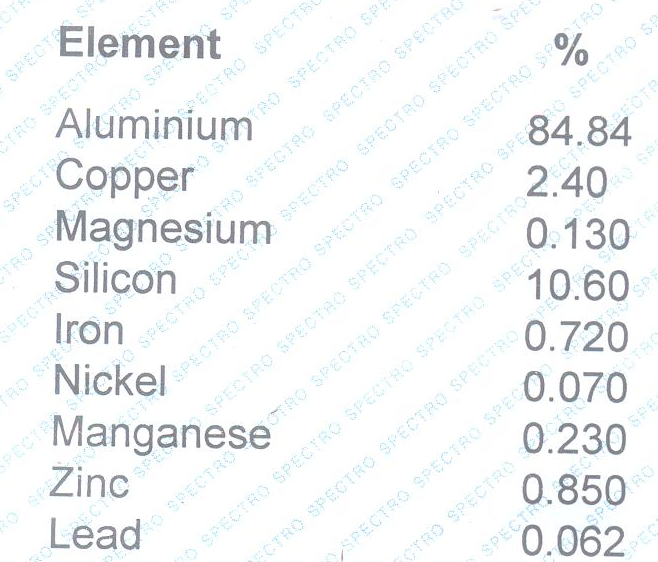 Element %
Aluminium 84.84
Copper 2.40
Magnesium 0.130
Silicon 10.60
Iron 0.720
Nickel 0.070
Manganese 0.230
Zinc 0.850
Lead 0.062